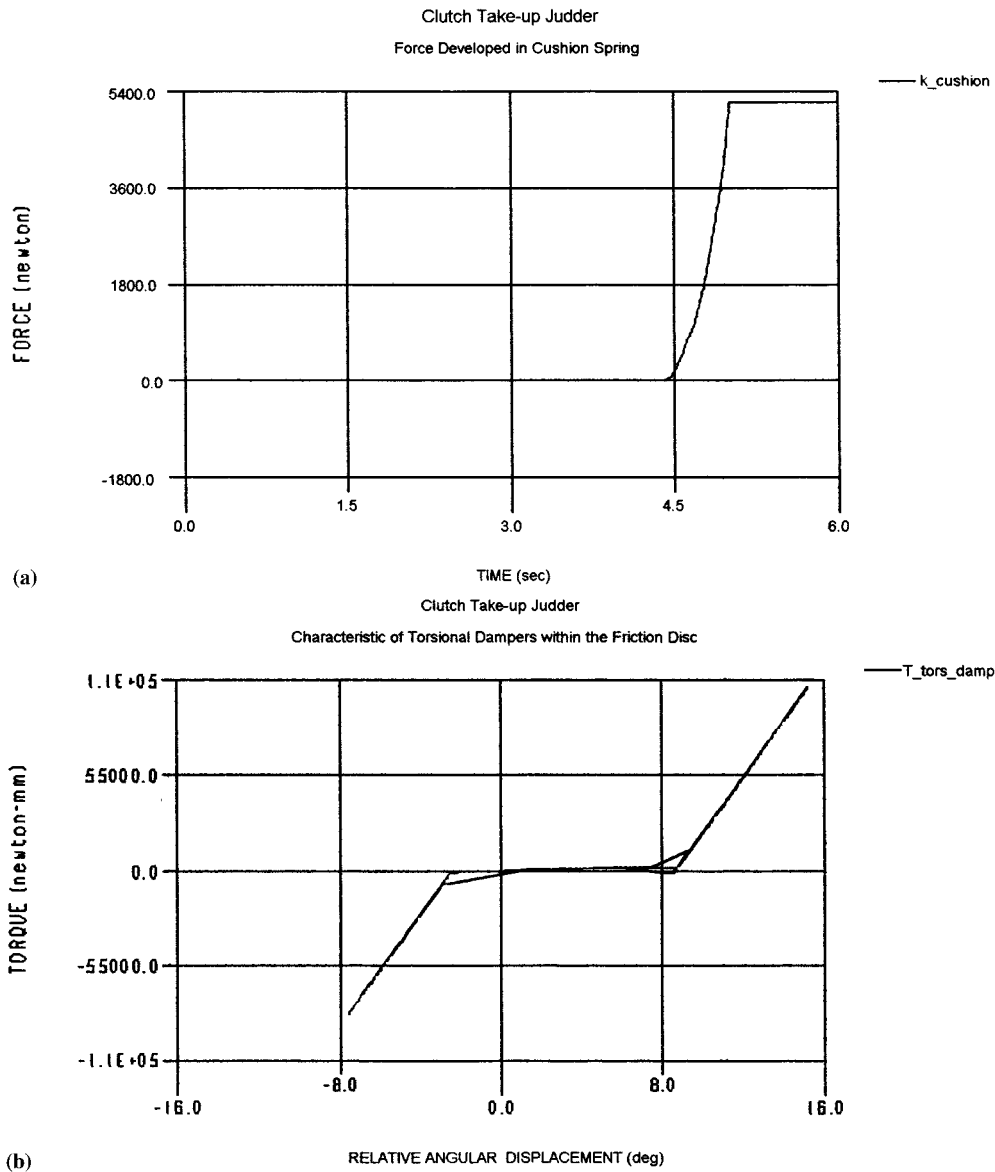 Clutch Take-up Judder
Force Developed in Cushion Spring
k_cushion
5400.0
3600.0
1800.0
0.0
-1800.0
FORCE (newton)
0.0
1.5
3.0
4.5
6.0
(a)
TIME (sec)
Clutch Take-up Judder
Characteristic of Torsional Dampers within the Friction Disc
T_tors_damp
1.1E+05
55000.0
0.0
-55000.0
-1.1E+05
TORQUE (newton-mm)
-16.0
-8.0
0.0
8.0
16.0
(b)
RELATIVE ANGULAR DISPLACEMENT (deg)